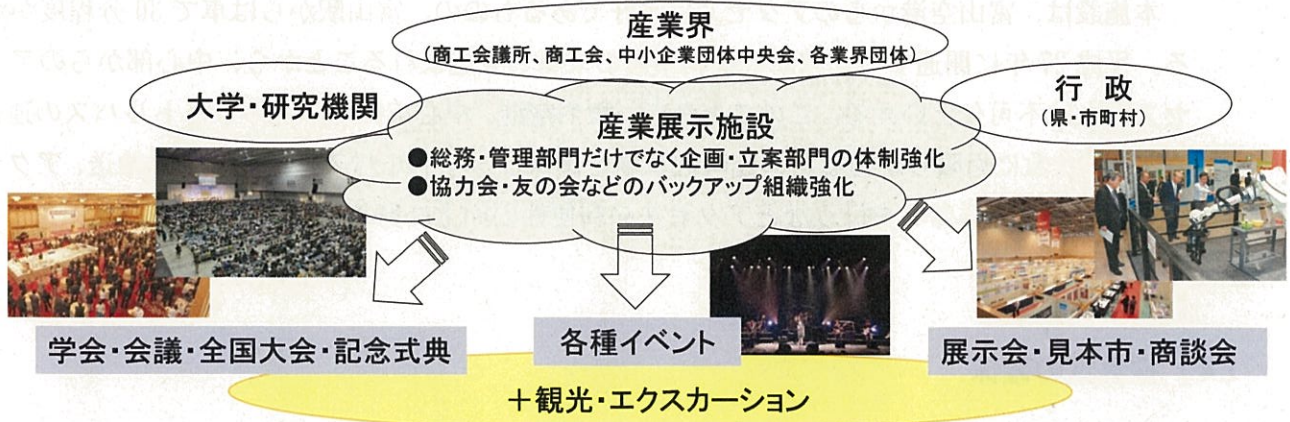 産業界
(商工会議所、商工会、中小企業団体中央会、各業界団体)
大学・研究機関
行 政
(県・市町村)
産業展示施設
●総務・管理部門だけでなく企画・立案部門の体制強化
●協力会・友の会などのバックアップ組織強化
学会・会議・全国大会・記念式典
各種イベント
展示会・見本市・商談会
＋観光・エクスカーション